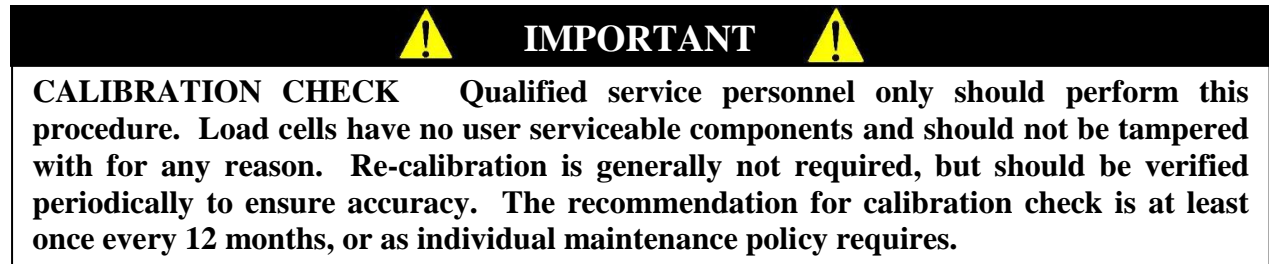 IMPORTANT
CALIBRATION CHECK Qualified service personnel only should perform this
procedure. Load cells have no user serviceable components and should not be tampered
with for any reason. Re-calibration is generally not required, but should be verified
periodically to ensure accuracy. The recommendation for calibration check is at least
once every 12 months, or as individual maintenance policy requires.